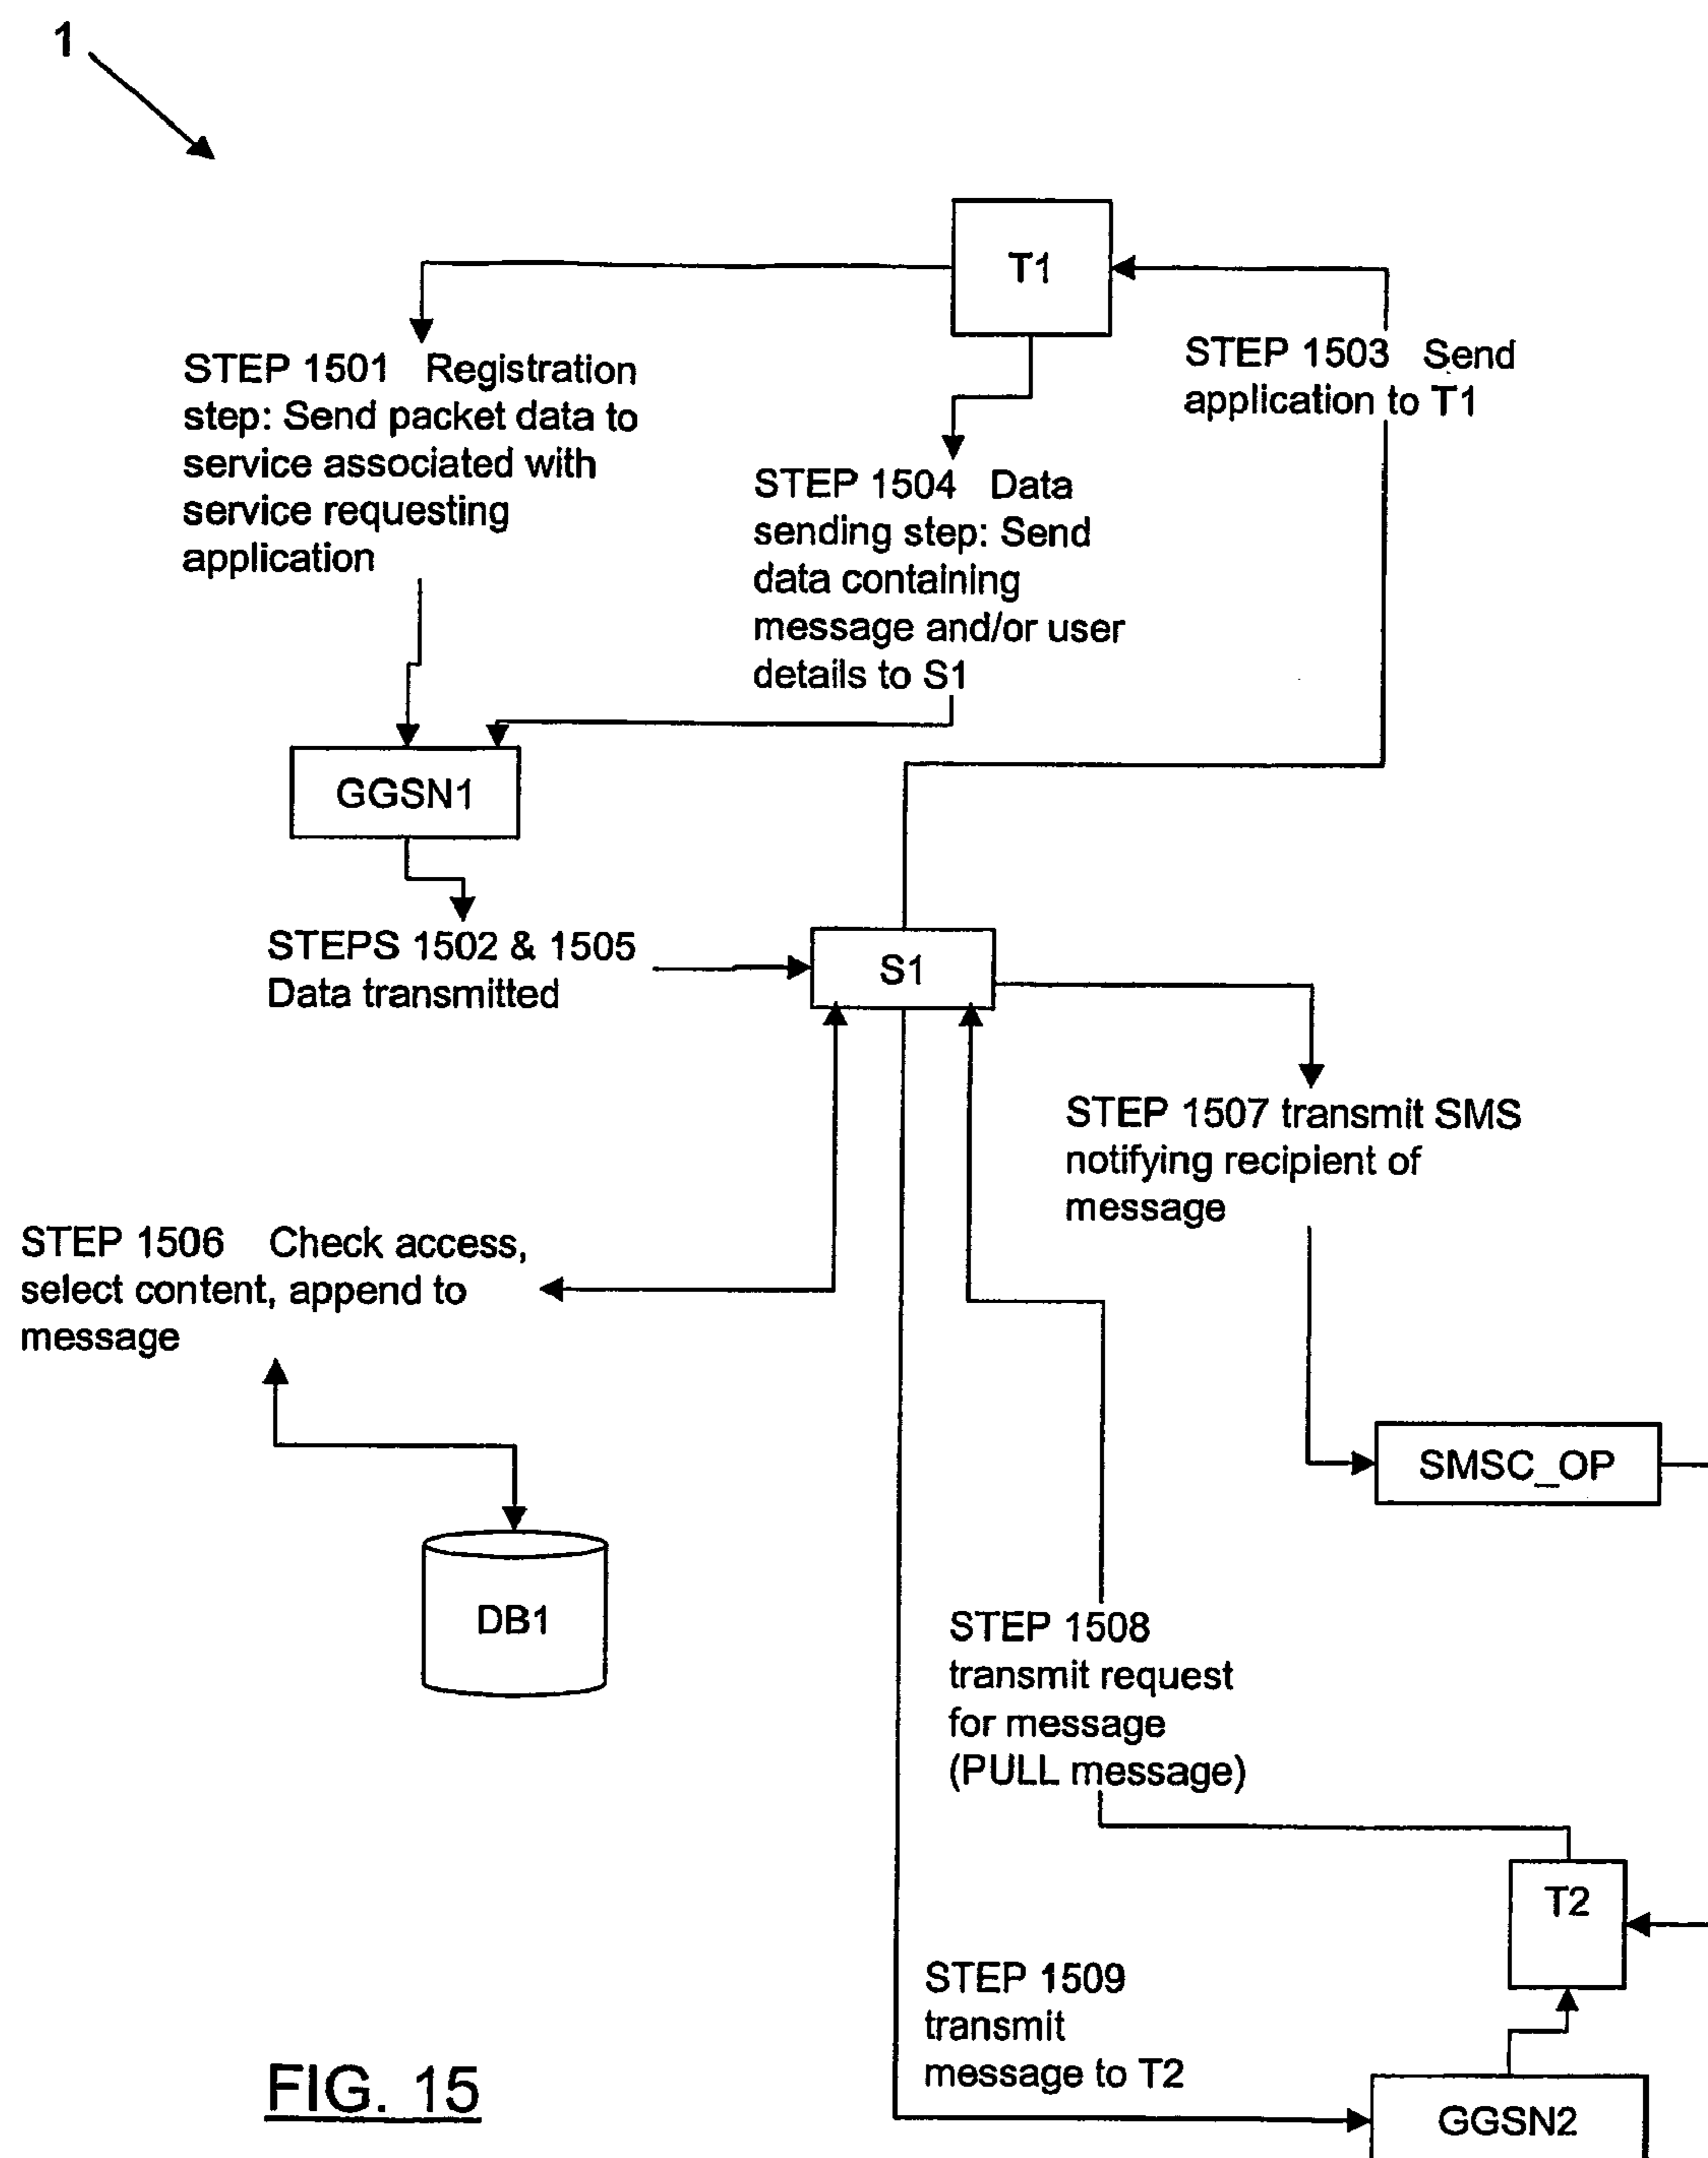 1
T1
STEP 1501 Registration
step: Send packet data to
service associated with
service requesting
application
STEP 1503 Send
application to T1
STEP 1504 Data
sending step: Send
data containing
message and/or user
details to S1
GGSN1
STEPS 1502 & 1505
Data transmitted
S1
STEP 1507 transmit SMS
notifying recipient of
message
STEP 1506 Check access,
select content, append to
message
SMSC_OP
DB1
STEP 1508
transmit request
for message
(PULL message)
T2
STEP 1509
transmit
message to T2
GGSN2
FIG. 15